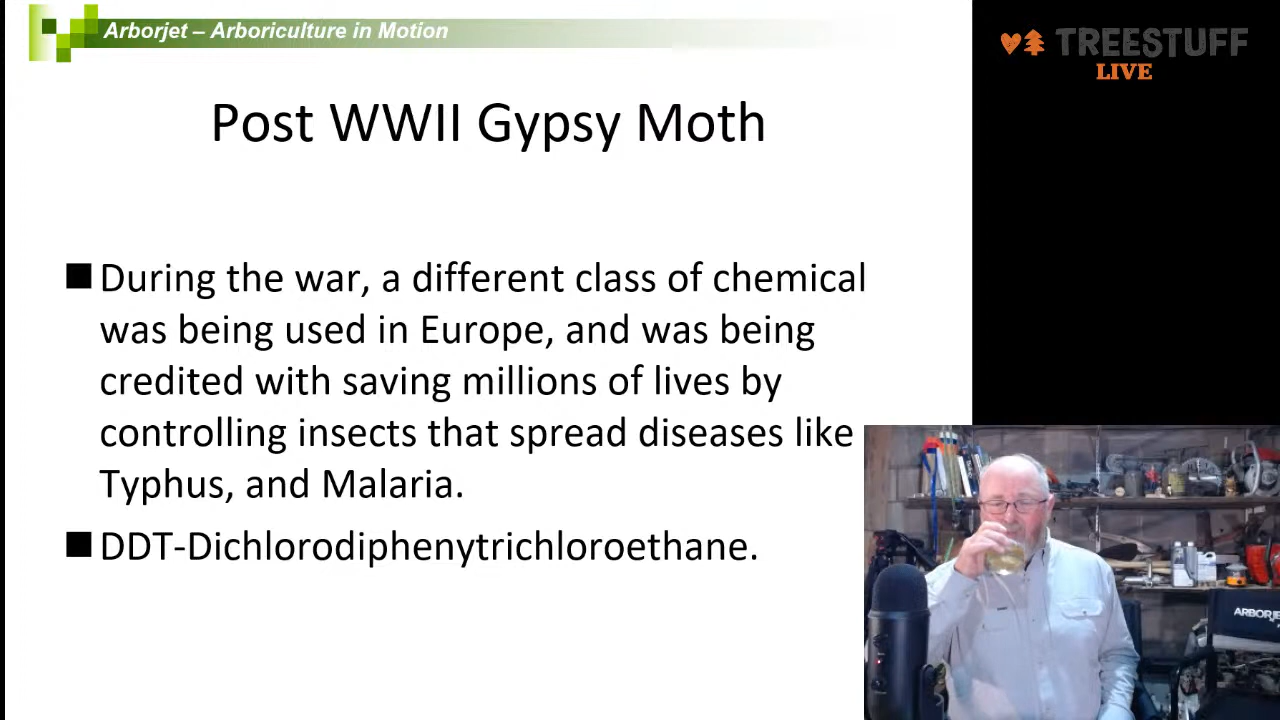 Arborjet – Arboriculture in Motion
TREESTUFF
LIVE
Post WWII Gypsy Moth
During the war, a different class of chemical
was being used in Europe, and was being
credited with saving millions of lives by
controlling insects that spread diseases like
Typhus, and Malaria.
DDT-Dichlorodiphenytrichloroethane.
ARBORJE